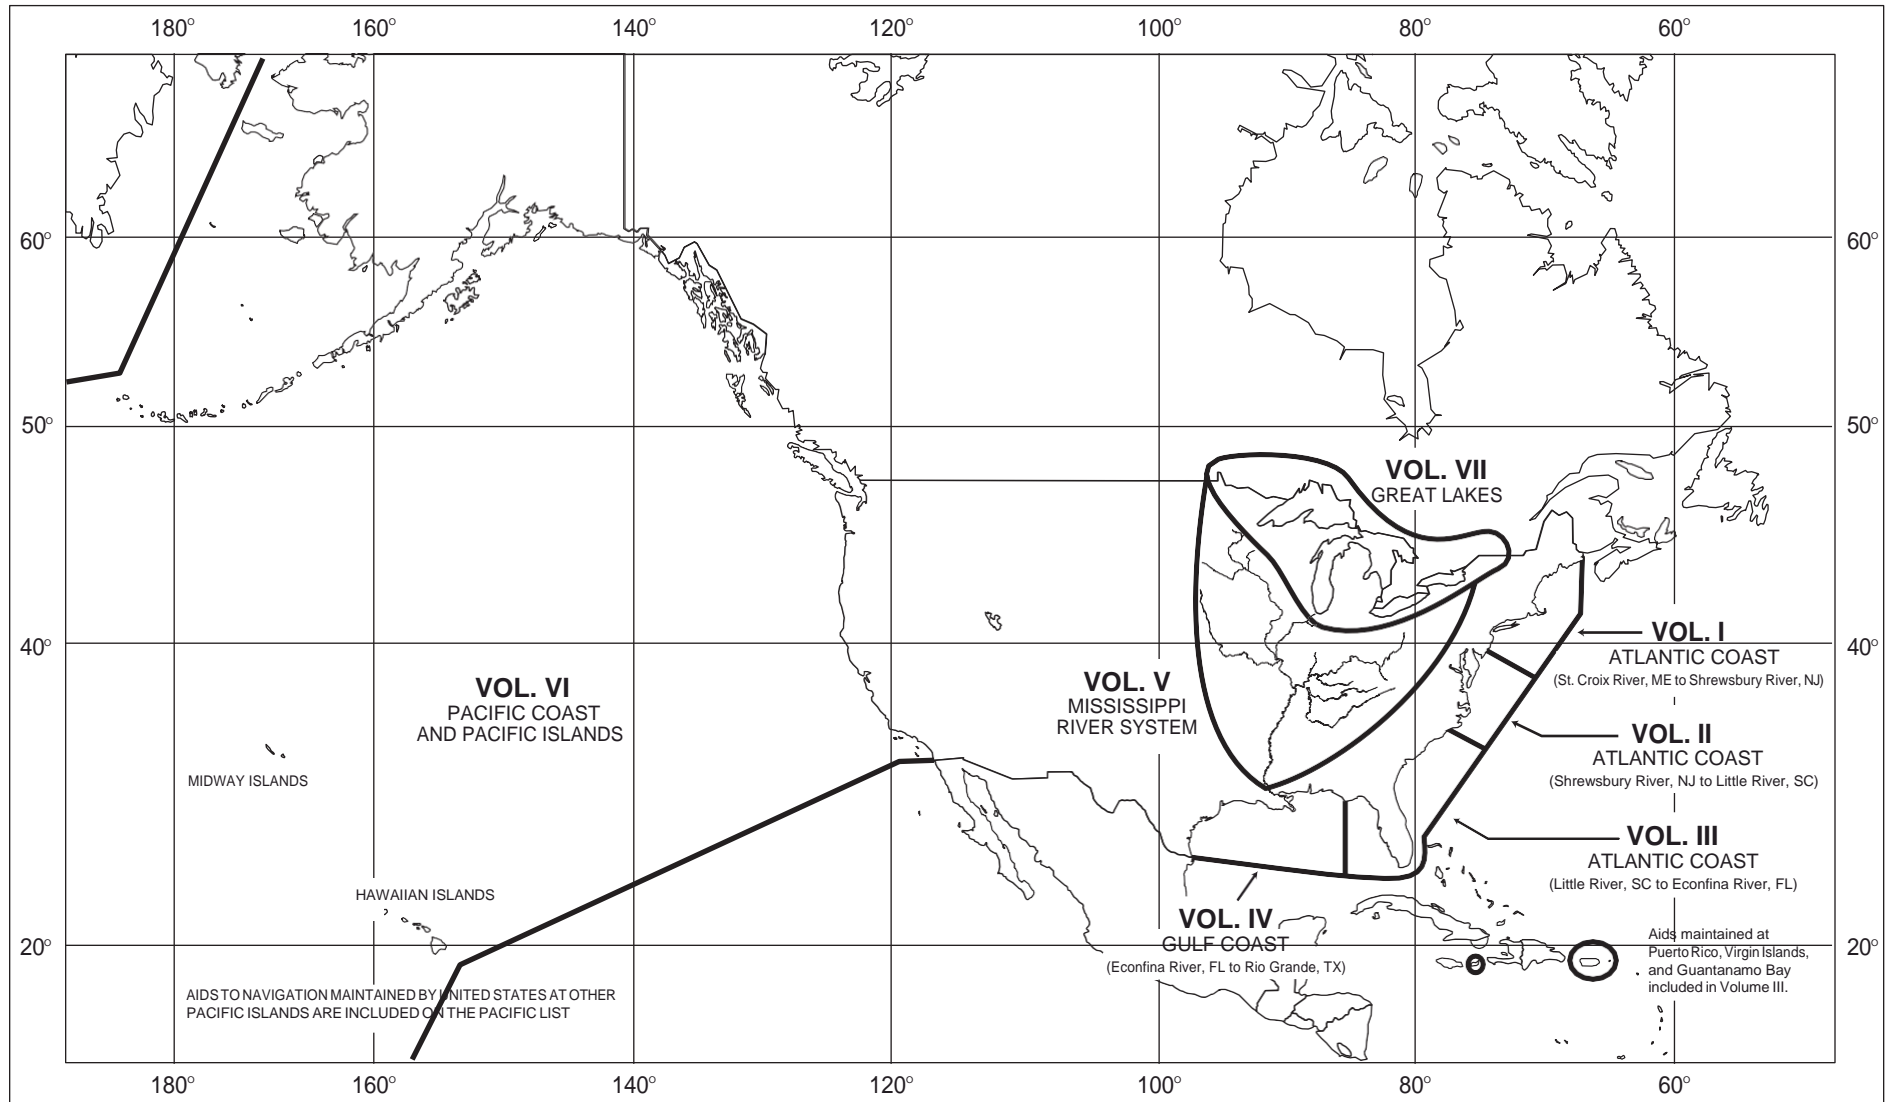 180° 160° 140° 120° 100° 80° 60°
60° 60°
50° 50°
VOL. VII
GREAT LAKES
40° 40°
VOL. I
ATLANTIC COAST
(St. Croix River, ME to Shrewsbury River, NJ)
VOL. VI
PACIFIC COAST
AND PACIFIC ISLANDS
VOL. V
MISSISSIPPI
RIVER SYSTEM
VOL. II
ATLANTIC COAST
(Shrewsbury River, NJ to Little River, SC)
MIDWAY ISLANDS
VOL. III
ATLANTIC COAST
(Little River, SC to Econfina River, FL)
HAWAIIAN ISLANDS
VOL. IV
GULF COAST
(Econfina River, FL to Rio Grande, TX)
20° 20°
Aids maintained at
Puerto Rico, Virgin Islands,
and Guantanamo Bay
included in Volume III.
AIDS TO NAVIGATION MAINTAINED BY UNITED STATES AT OTHER
PACIFIC ISLANDS ARE INCLUDED ON THE PACIFIC LIST
180° 160° 140° 120° 100° 80° 60°